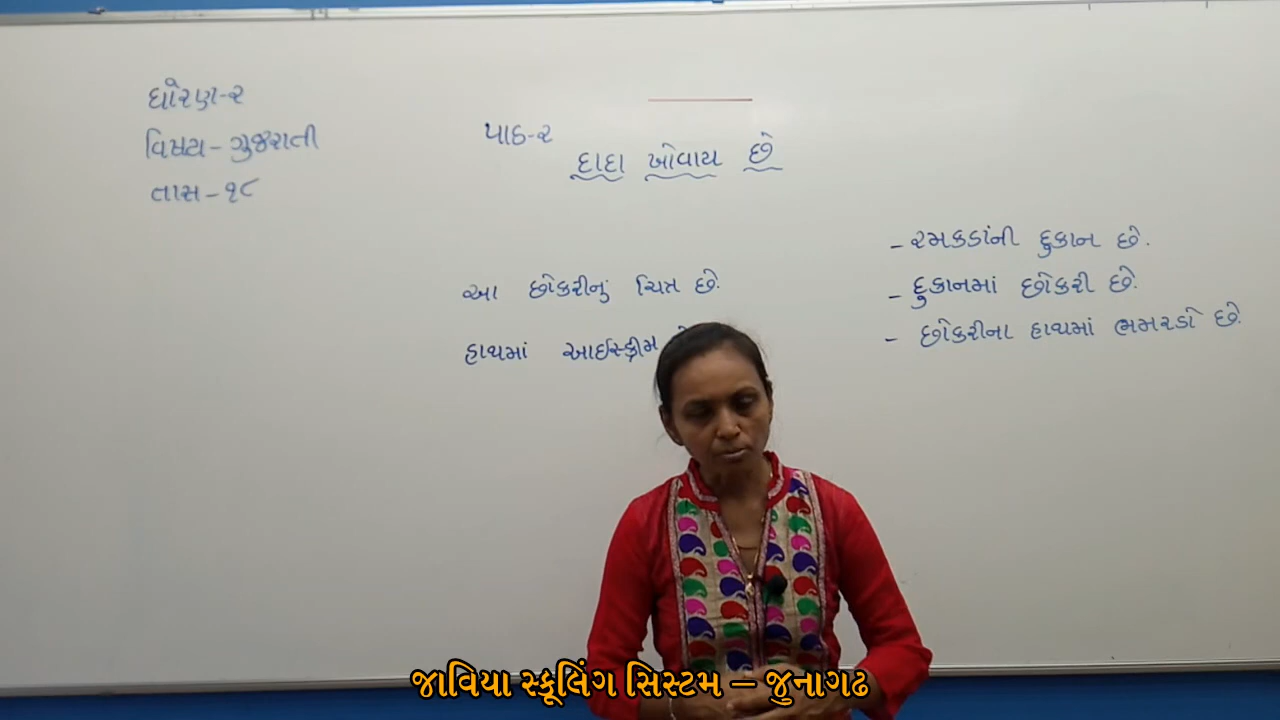 ધોરણ-૨
વિષય - ગુજરાતી
તાસ - ૧૮
પાઠ-૨
દાદા ખોવાય છે
આ છોકરીનું ચિત્ર છે.
હાથમાં આઈસ્ક્રીમ
- રમકડાંની દુકાન છે.
- દુકાનમાં છોકરી છે.
- છોકરીના હાથમાં ભમરડો છે.
જાવિયા સ્કૂલિંગ સિસ્ટમ – જુનાગઢ